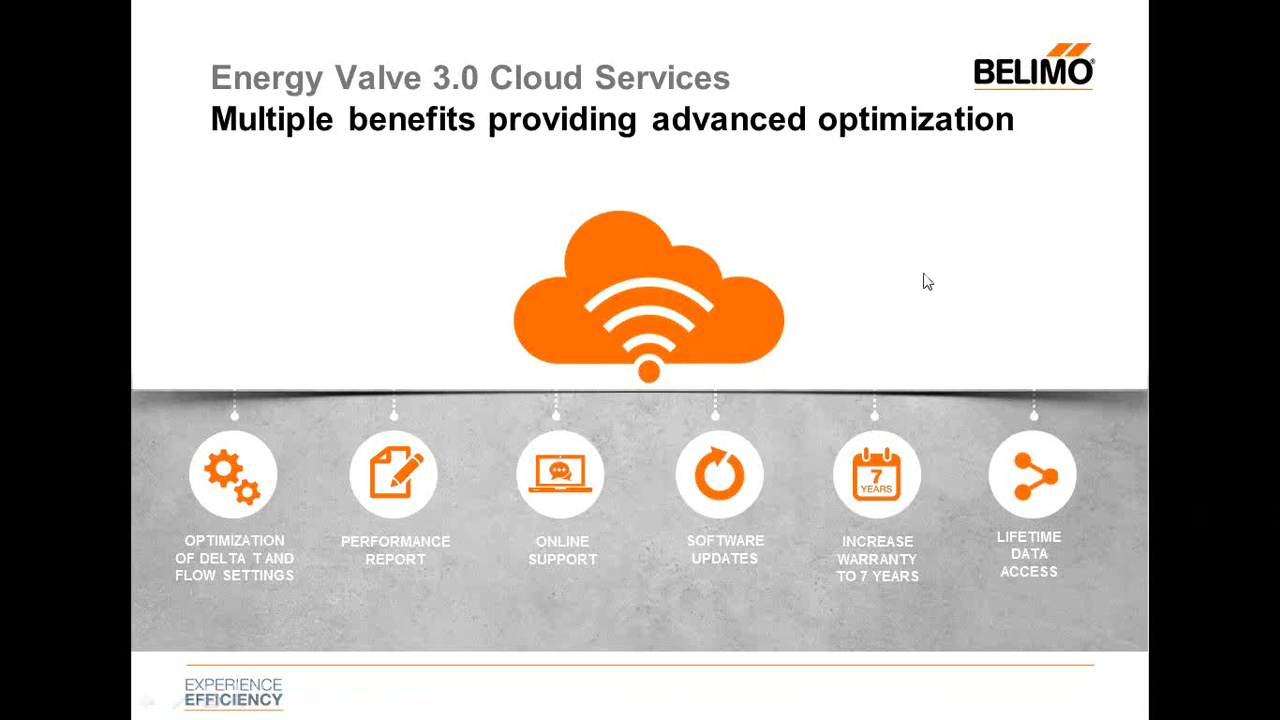 Energy Valve 3.0 Cloud Services
BELIMO®
Multiple benefits providing advanced optimization
7
YEARS
OPTIMIZATION
OF DELTA T AND
FLOW SETTINGS
PERFORMANCE
REPORT
ONLINE
SUPPORT
SOFTWARE
UPDATES
INCREASE
WARRANTY
TO 7 YEARS
LIFETIME
DATA
ACCESS
EXPERIENCE
EFFICIENCY